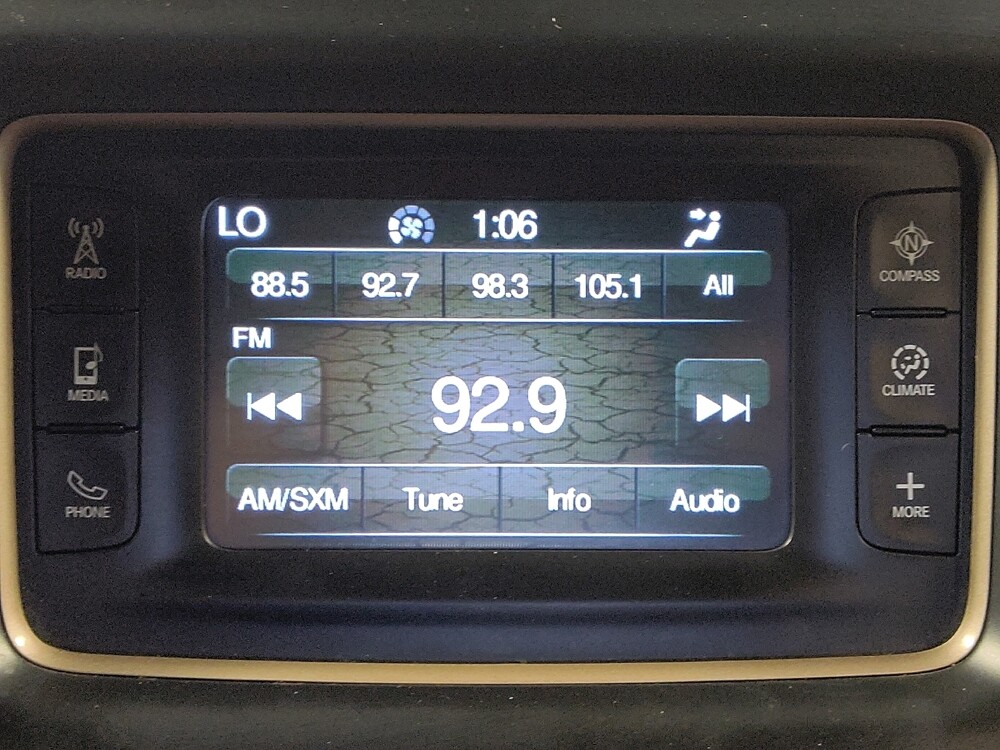 LO 1:06
88.5 92.7 98.3 105.1 All
FM
92.9
AM/SXM Tune Info Audio
RADIO
MEDIA
PHONE
N
COMPASS
CLIMATE
MORE